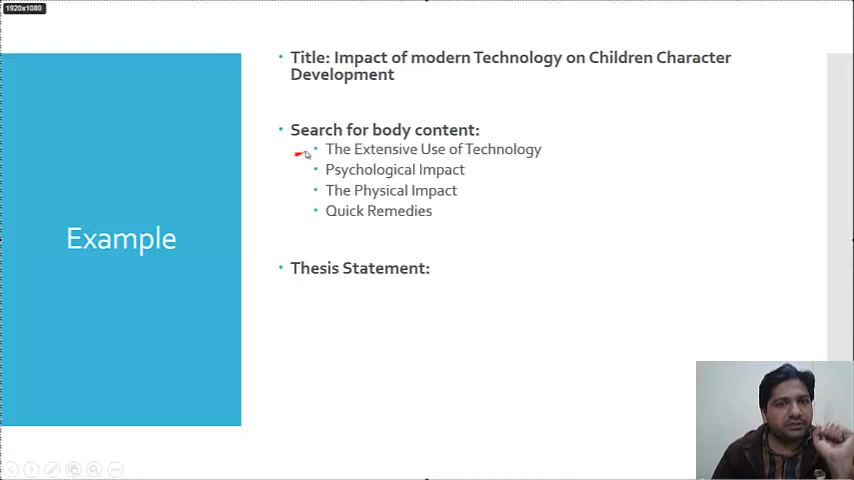 1920x1080
Title: Impact of modern Technology on Children Character
Development
Search for body content:
The Extensive Use of Technology
Psychological Impact
The Physical Impact
Quick Remedies
Example
Thesis Statement: